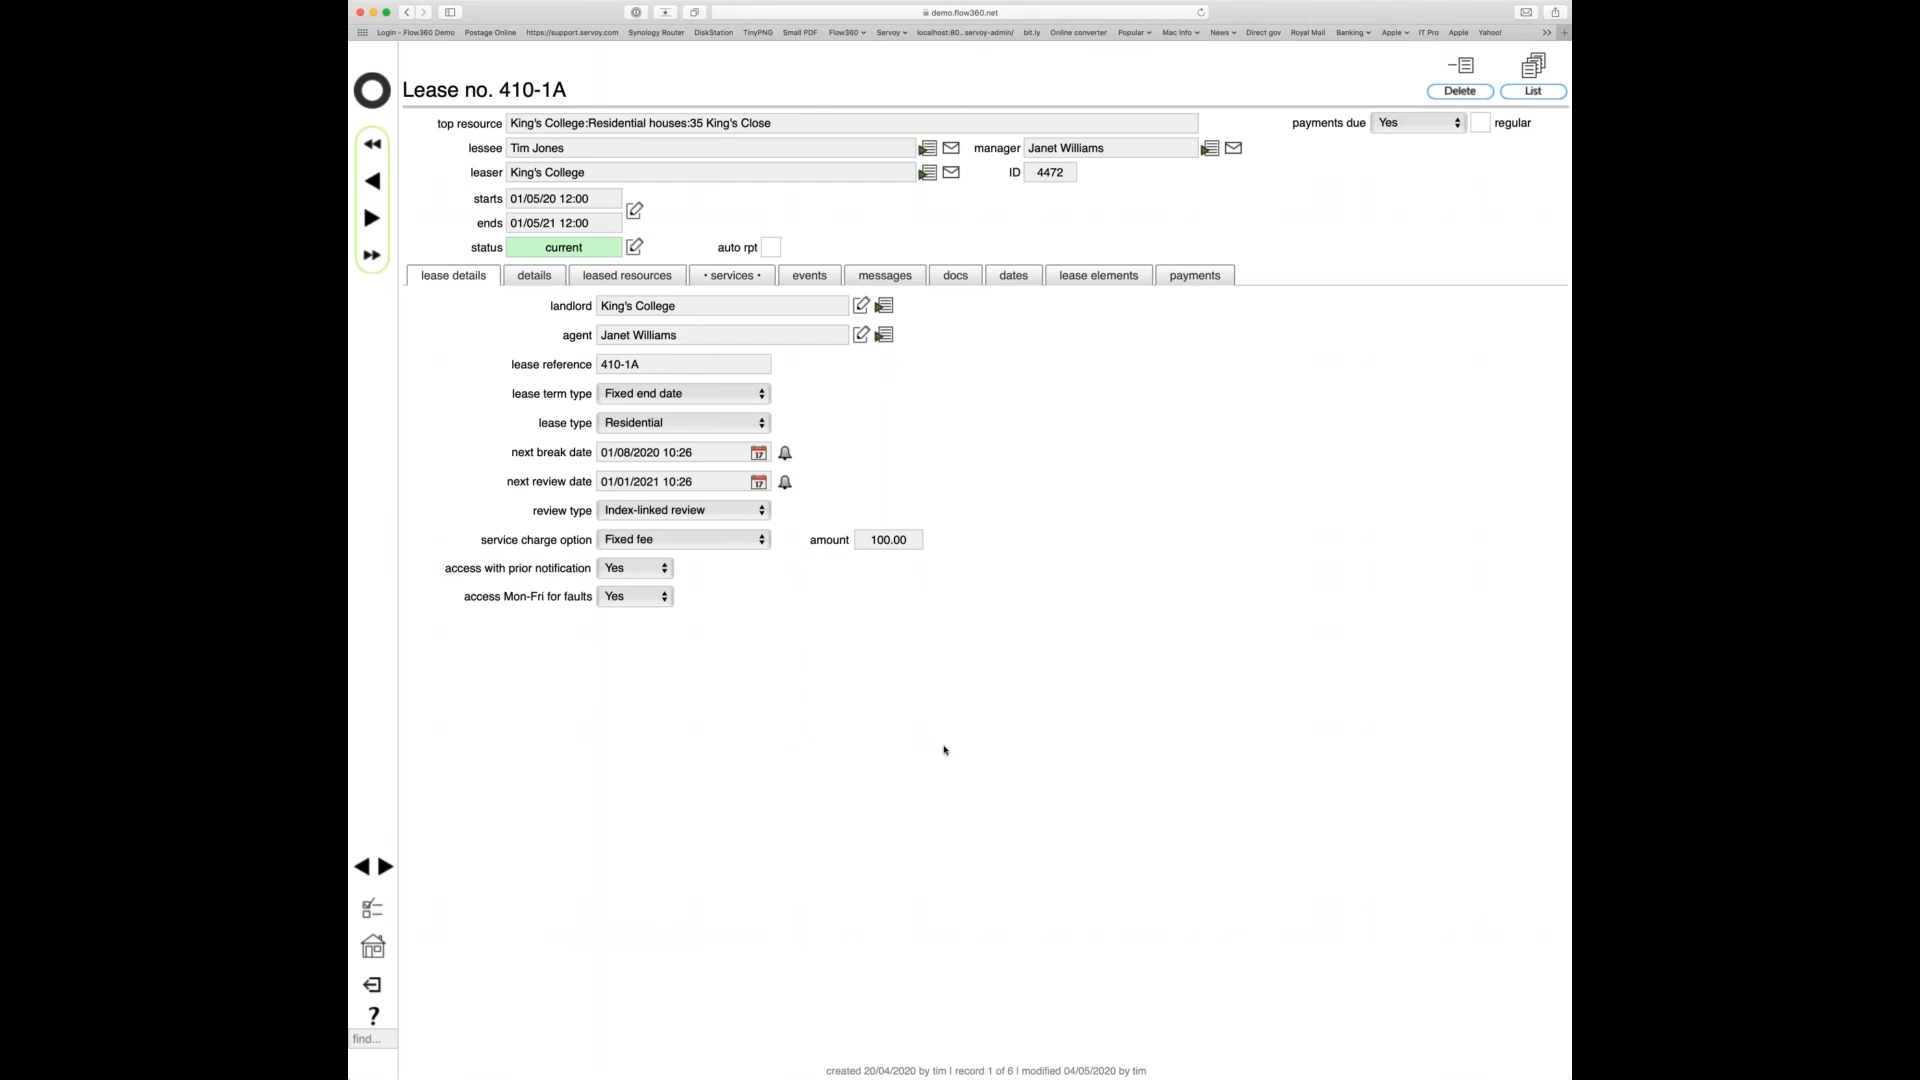 demo.flow360.net
Login - Flow360 Demo Postage Online https://support.servoy.com Synology Router DiskStation TinyPNG Small PDF Flow360 Servoy localhost:80...servoy-admin/ bit.ly Online converter Popular Mac Info News Direct gov Royal Mail Banking Apple IT Pro Apple Yahoo!
Lease no. 410-1A
Delete List
top resource King's College:Residential houses:35 King's Close payments due Yes regular
lessee Tim Jones manager Janet Williams
leaser King's College ID 4472
starts 01/05/20 12:00
ends 01/05/21 12:00
status current auto rpt
lease details details leased resources • services • events messages docs dates lease elements payments
landlord King's College
agent Janet Williams
lease reference 410-1A
lease term type Fixed end date
lease type Residential
next break date 01/08/2020 10:26 17
next review date 01/01/2021 10:26 17
review type Index-linked review
service charge option Fixed fee amount 100.00
access with prior notification Yes
access Mon-Fri for faults Yes
?
find...
created 20/04/2020 by tim | record 1 of 6 | modified 04/05/2020 by tim